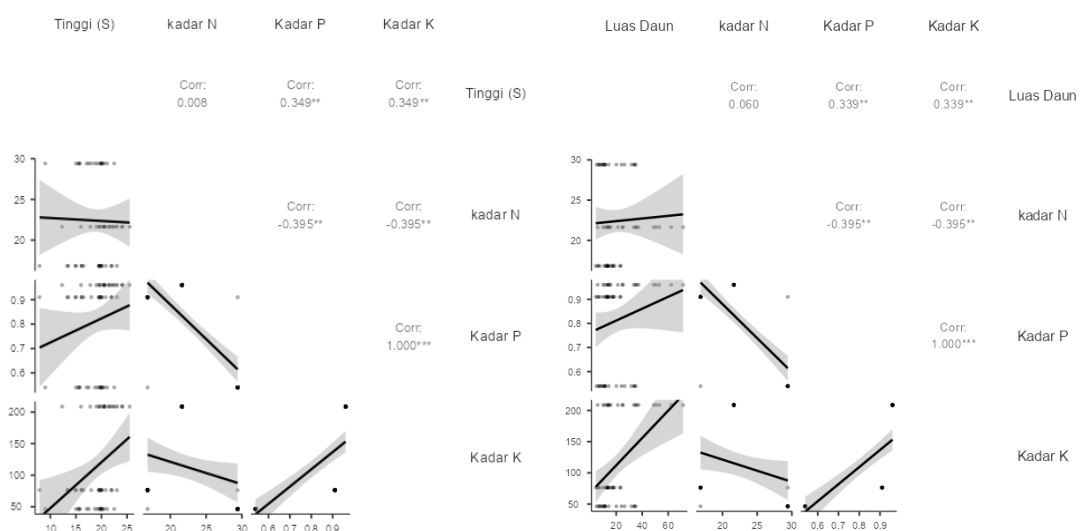 Tinggi (S) kadar N Kadar P Kadar K
Corr: Corr: Corr:
0.008 0.349** 0.349**
Tinggi (S)
30
25
20
Corr: Corr:
-0.395** -0.395**
kadar N
0.9
0.8
0.7
0.6
Corr:
1.000***
Kadar P
200
150
100
50
Kadar K
10 15 20 25 20 25 30 0.6 0.7 0.8 0.9
Luas Daun kadar N Kadar P Kadar K
Corr: Corr: Corr:
0.060 0.339** 0.339**
Luas Daun
30
25
20
Corr: Corr:
-0.395** -0.395**
kadar N
0.9
0.8
0.7
0.6
Corr:
1.000***
Kadar P
200
150
100
50
Kadar K
20 40 60 20 25 30 0.6 0.7 0.8 0.9